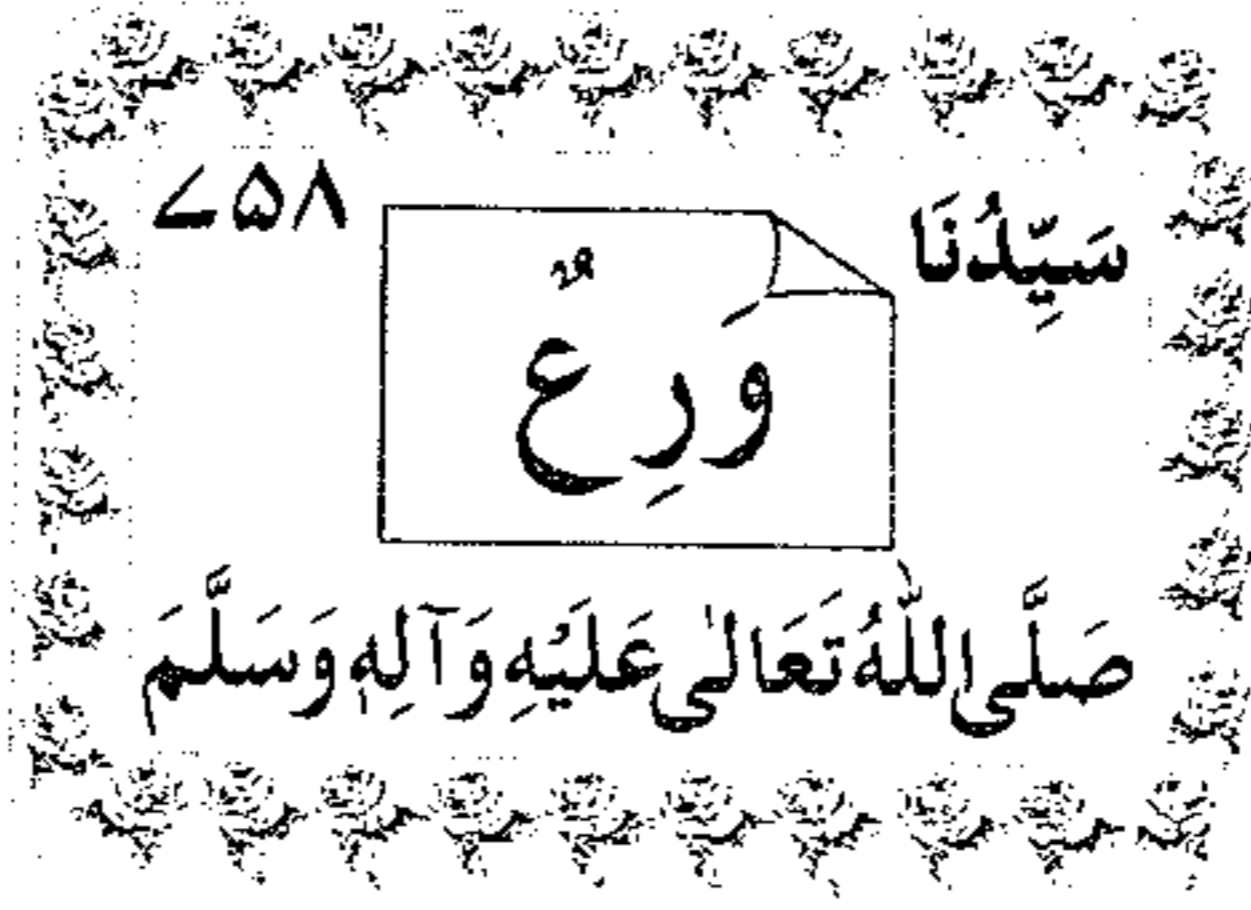 سَيِّدُنَا ۷۵۸
وَرِعٌ
صَلَّى اللّٰهُ تَعَالٰى عَلَيْهِ وَآلِهٖ وَسَلَّمَ